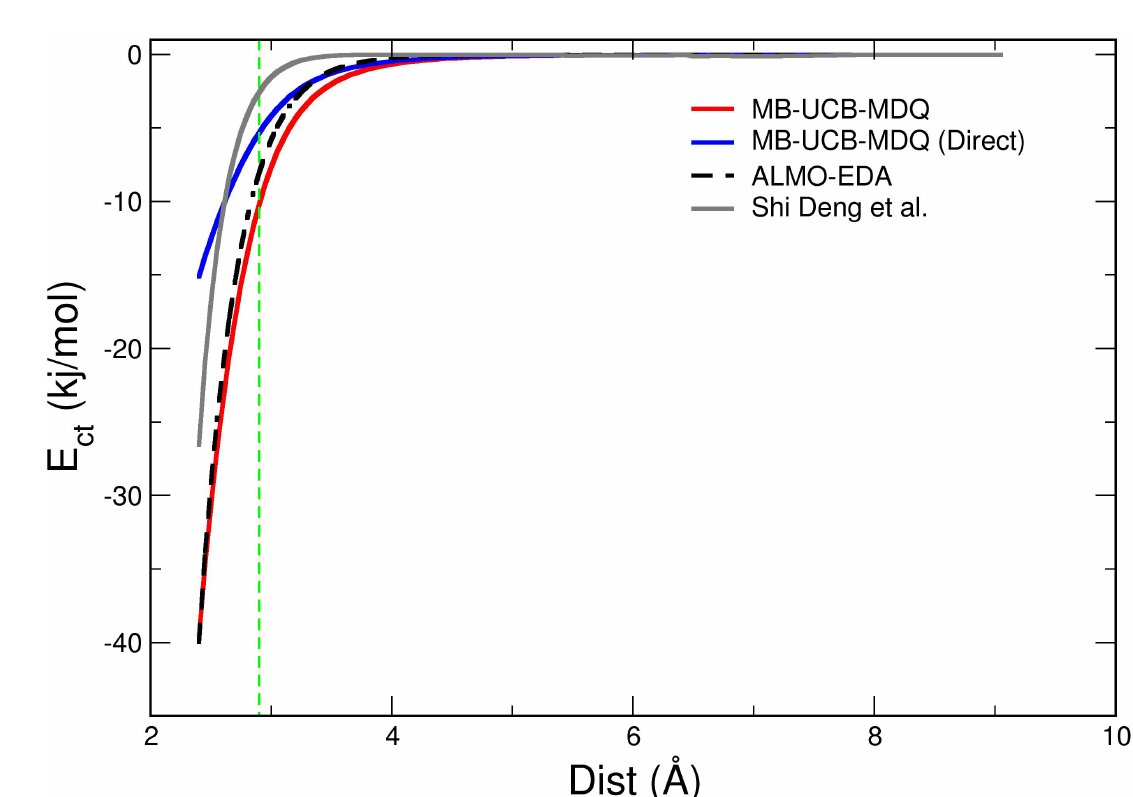 0
-10
-20
-30
-40
E_ct (kj/mol)
MB-UCB-MDQ
MB-UCB-MDQ (Direct)
ALMO-EDA
Shi Deng et al.
2 4 6 8 10
Dist (Å)